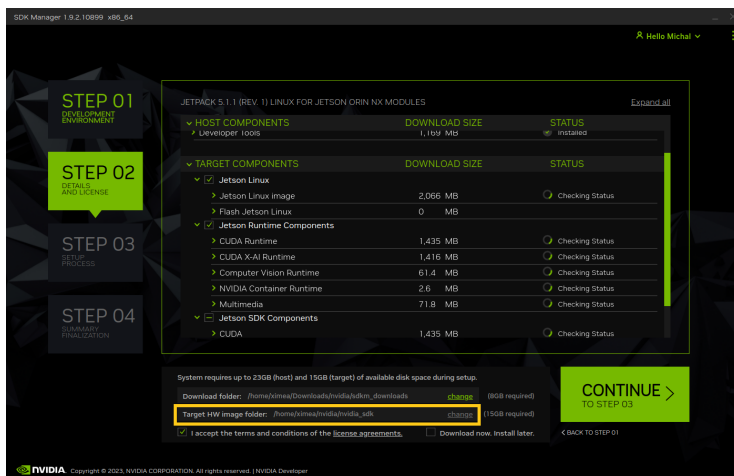 SDK Manager 1.9.2.10899 x86_64
Hello Michal
STEP 01
DEVELOPMENT
ENVIRONMENT
STEP 02
DETAILS
AND LICENSE
STEP 03
SETUP
PROCESS
STEP 04
SUMMARY
FINALIZATION
JETPACK 5.1.1 (REV. 1) LINUX FOR JETSON ORIN NX MODULES Expand all
HOST COMPONENTS DOWNLOAD SIZE STATUS
Developer Tools 1,169 MB Installed
TARGET COMPONENTS DOWNLOAD SIZE STATUS
Jetson Linux
Jetson Linux image 2,066 MB Checking Status
Flash Jetson Linux 0 MB
Jetson Runtime Components
CUDA Runtime 1,435 MB Checking Status
CUDA X-AI Runtime 1,416 MB Checking Status
Computer Vision Runtime 61.4 MB Checking Status
NVIDIA Container Runtime 2.6 MB Checking Status
Multimedia 71.8 MB Checking Status
Jetson SDK Components
CUDA 1,435 MB Checking Status
System requires up to 23GB (host) and 15GB (target) of available disk space during setup.
Download folder: /home/ximea/Downloads/nvidia/sdkm_downloads change (8GB required)
Target HW image folder: /home/ximea/nvidia/nvidia_sdk change (15GB required)
I accept the terms and conditions of the license agreements. Download now. Install later.
CONTINUE >
TO STEP 03
< BACK TO STEP 01
NVIDIA. Copyright © 2023, NVIDIA CORPORATION. All rights reserved. | NVIDIA Developer